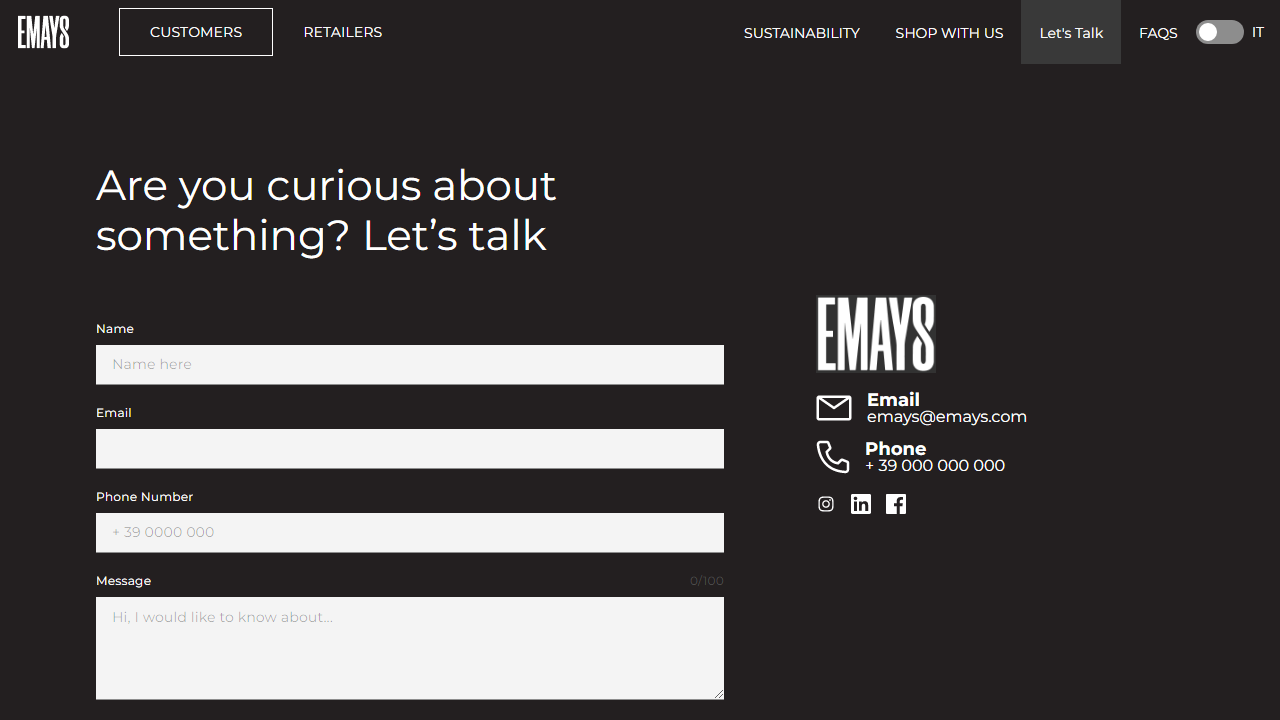 EMAYS
CUSTOMERS
RETAILERS
SUSTAINABILITY
SHOP WITH US
Let's Talk
FAQS
IT
Are you curious about
something? Let’s talk
Name
Name here
Email
Phone Number
+ 39 0000 000
Message
0/100
Hi, I would like to know about...
EMAYS
Email
emays@emays.com
Phone
+ 39 000 000 000